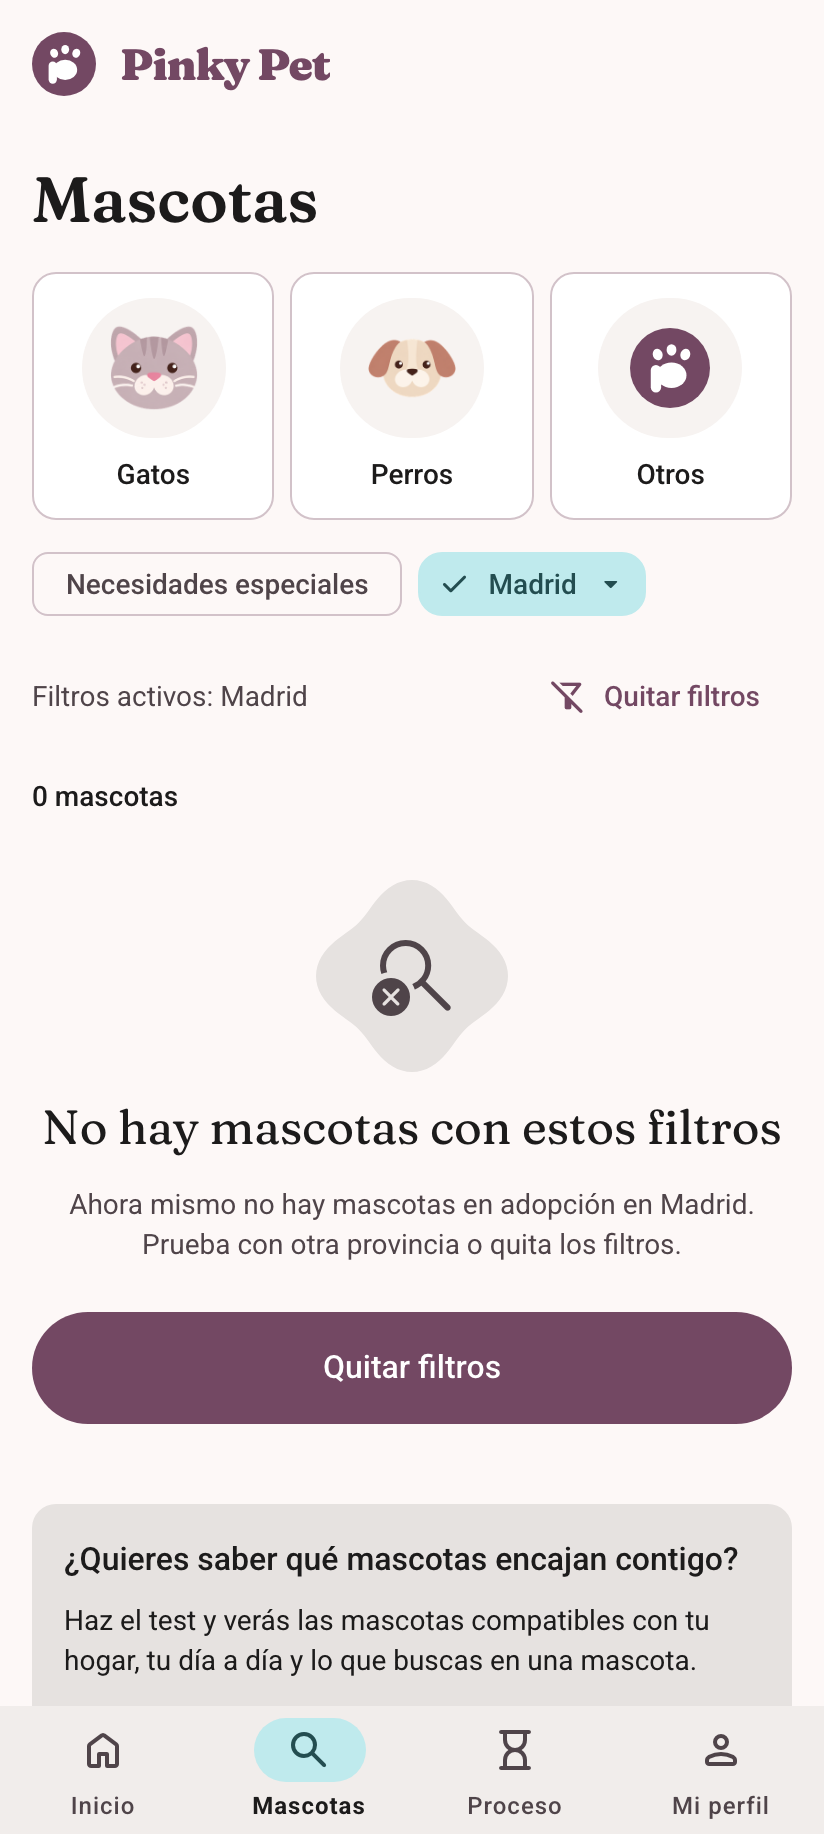 Pinky Pet
Mascotas
Gatos
Perros
Otros
Necesidades especiales
Madrid
Filtros activos: Madrid
Quitar filtros
0 mascotas
No hay mascotas con estos filtros
Ahora mismo no hay mascotas en adopción en Madrid.
Prueba con otra provincia o quita los filtros.
Quitar filtros
¿Quieres saber qué mascotas encajan contigo?
Haz el test y verás las mascotas compatibles con tu
hogar, tu día a día y lo que buscas en una mascota.
Inicio
Mascotas
Proceso
Mi perfil